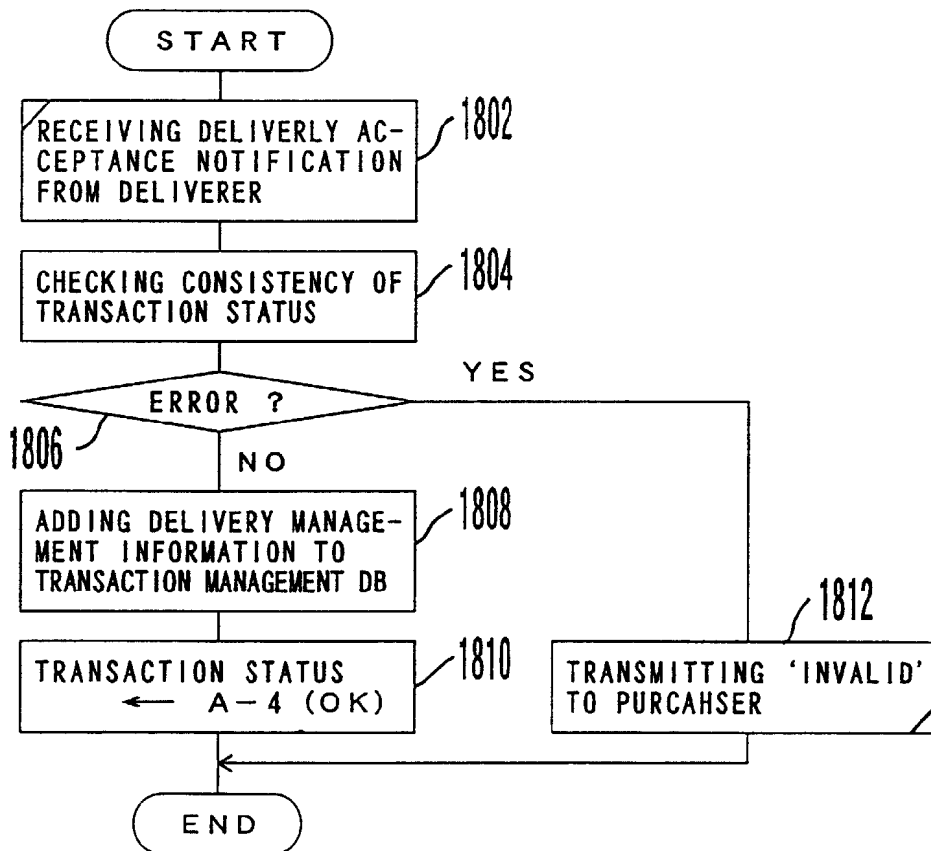 START
RECEIVING DELIVERLY AC-
CEPTANCE NOTIFICATION
FROM DELIVERER
1802
CHECKING CONSISTENCY OF
TRANSACTION STATUS
1804
ERROR ?
YES
1806
NO
ADDING DELIVERY MANAGE-
MENT INFORMATION TO
TRANSACTION MANAGEMENT DB
1808
TRANSACTION STATUS
← A-4 (OK)
1810
TRANSMITTING 'INVALID'
TO PURCAHSER
1812
END